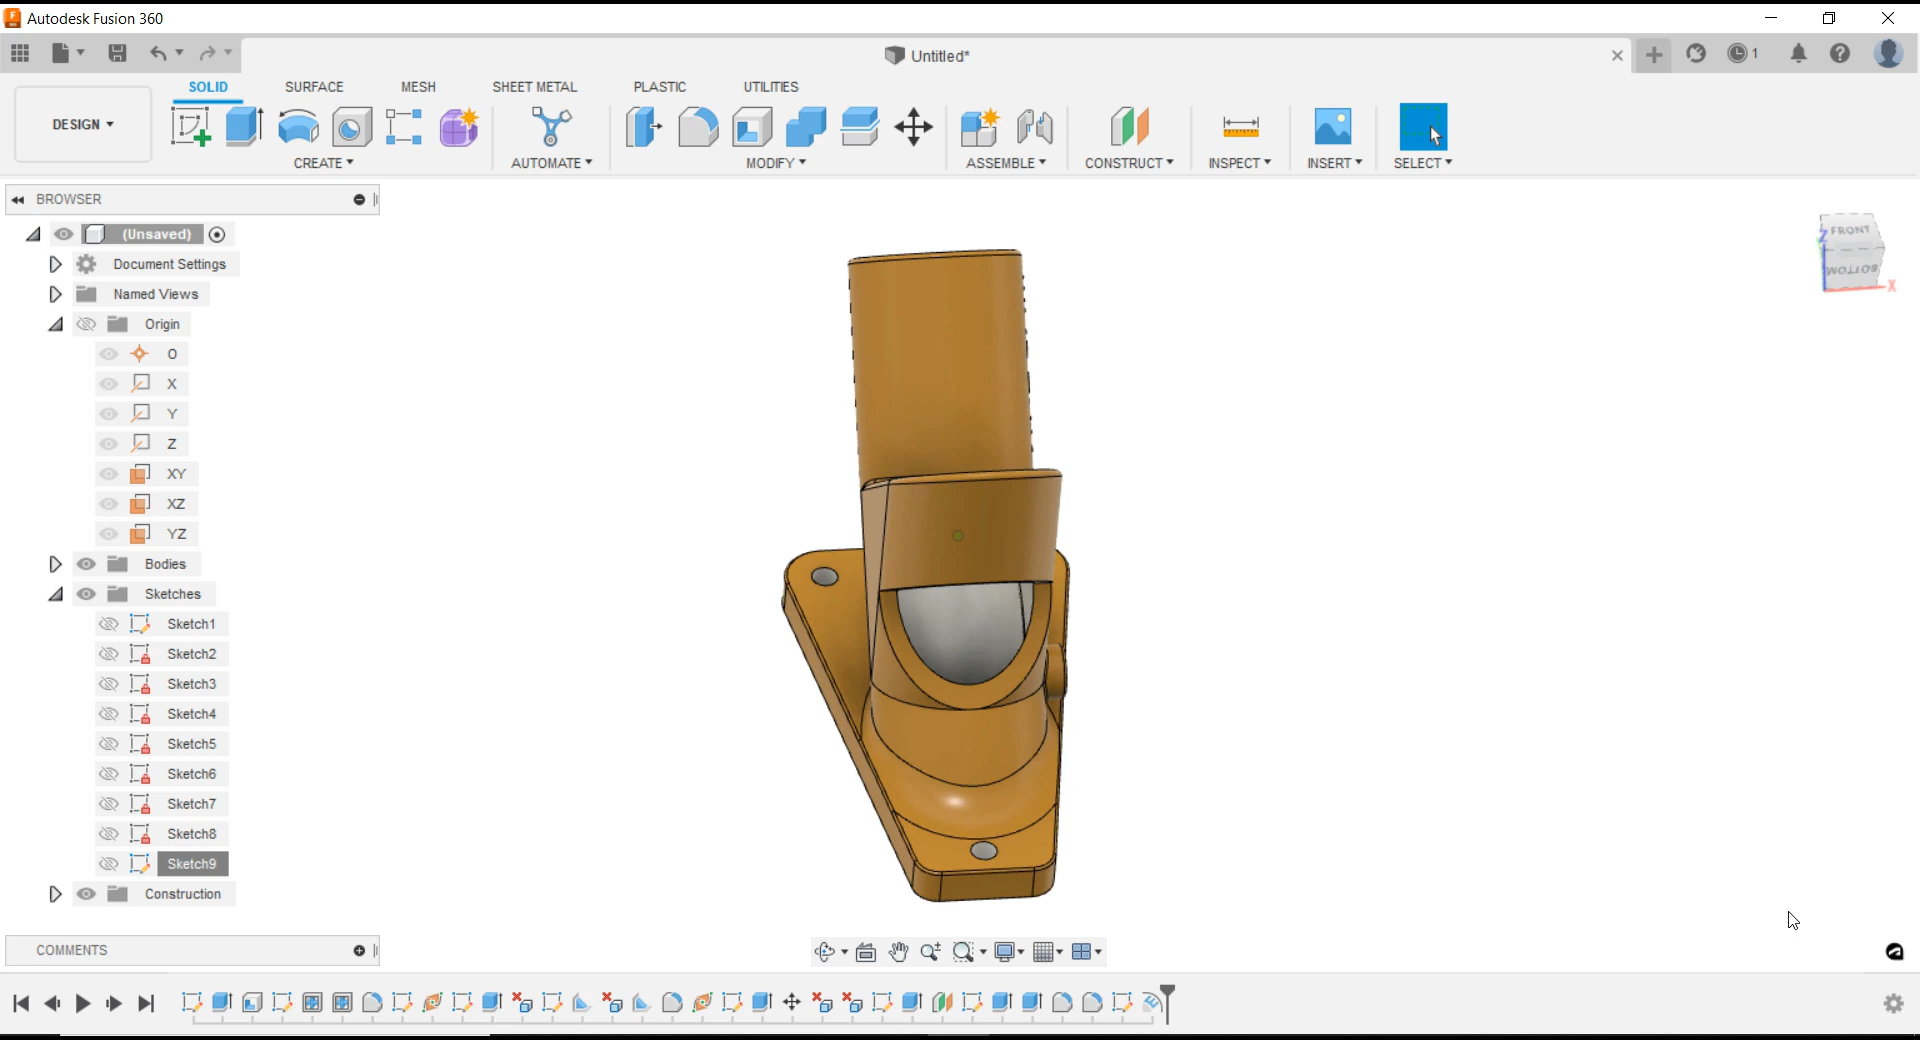 Autodesk Fusion 360
Untitled*
1
SOLID SURFACE MESH SHEET METAL PLASTIC UTILITIES
DESIGN
CREATE AUTOMATE MODIFY ASSEMBLE CONSTRUCT INSPECT INSERT SELECT
BROWSER
(Unsaved)
Document Settings
Named Views
Origin
O
X
Y
Z
XY
XZ
YZ
Bodies
Sketches
Sketch1
Sketch2
Sketch3
Sketch4
Sketch5
Sketch6
Sketch7
Sketch8
Sketch9
Construction
FRONT
Z
BOTTOM
X
COMMENTS